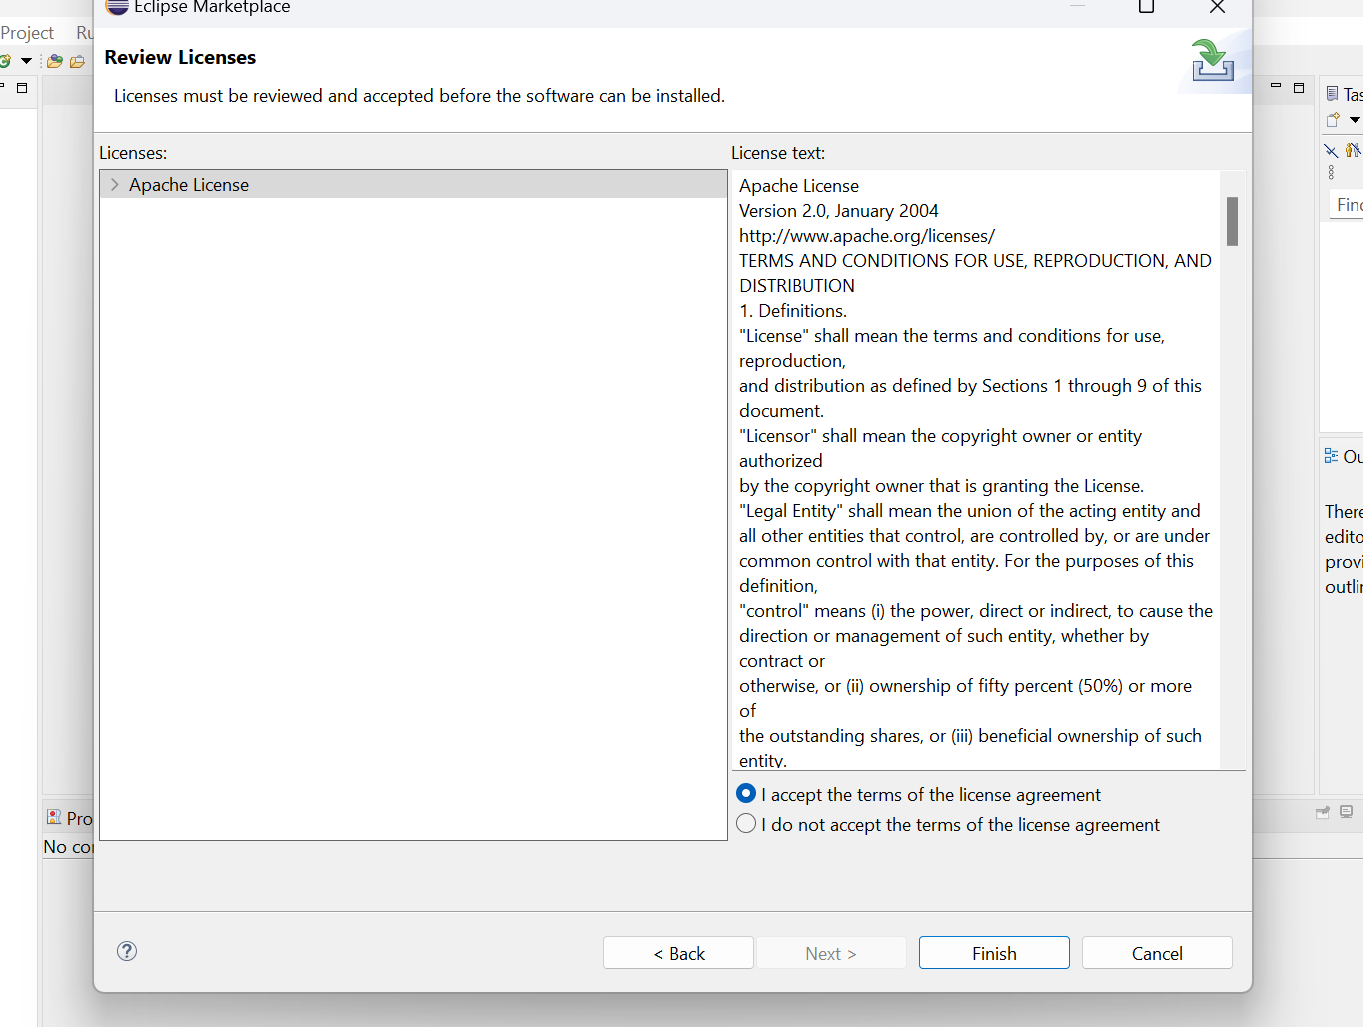 Eclipse Marketplace
Project
Review Licenses
Licenses must be reviewed and accepted before the software can be installed.
Licenses:
Apache License
License text:
Apache License
Version 2.0, January 2004
http://www.apache.org/licenses/
TERMS AND CONDITIONS FOR USE, REPRODUCTION, AND
DISTRIBUTION
1. Definitions.
"License" shall mean the terms and conditions for use,
reproduction,
and distribution as defined by Sections 1 through 9 of this
document.
"Licensor" shall mean the copyright owner or entity
authorized
by the copyright owner that is granting the License.
"Legal Entity" shall mean the union of the acting entity and
all other entities that control, are controlled by, or are under
common control with that entity. For the purposes of this
definition,
"control" means (i) the power, direct or indirect, to cause the
direction or management of such entity, whether by
contract or
otherwise, or (ii) ownership of fifty percent (50%) or more
of
the outstanding shares, or (iii) beneficial ownership of such
entity.
I accept the terms of the license agreement
I do not accept the terms of the license agreement
Pro
No
< Back
Next >
Finish
Cancel
There